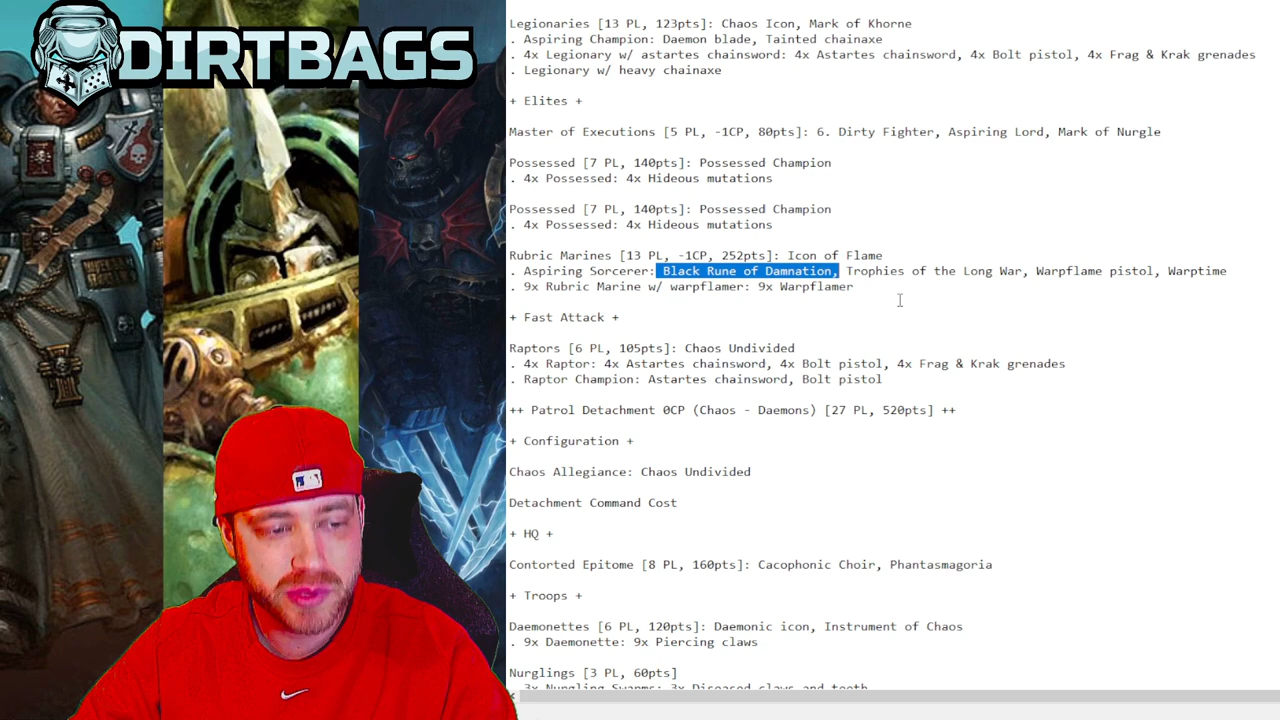 DIRTBAGS
Legionaries [13 PL, 123pts]: Chaos Icon, Mark of Khorne
. Aspiring Champion: Daemon blade, Tainted chainaxe
. 4x Legionary w/ astartes chainsword: 4x Astartes chainsword, 4x Bolt pistol, 4x Frag & Krak grenades
. Legionary w/ heavy chainaxe
+ Elites +
Master of Executions [5 PL, -1CP, 80pts]: 6. Dirty Fighter, Aspiring Lord, Mark of Nurgle
Possessed [7 PL, 140pts]: Possessed Champion
. 4x Possessed: 4x Hideous mutations
Possessed [7 PL, 140pts]: Possessed Champion
. 4x Possessed: 4x Hideous mutations
Rubric Marines [13 PL, -1CP, 252pts]: Icon of Flame
. Aspiring Sorcerer: Black Rune of Damnation, Trophies of the Long War, Warpflame pistol, Warptime
. 9x Rubric Marine w/ warpflamer: 9x Warpflamer
+ Fast Attack +
Raptors [6 PL, 105pts]: Chaos Undivided
. 4x Raptor: 4x Astartes chainsword, 4x Bolt pistol, 4x Frag & Krak grenades
. Raptor Champion: Astartes chainsword, Bolt pistol
++ Patrol Detachment 0CP (Chaos - Daemons) [27 PL, 520pts] ++
+ Configuration +
Chaos Allegiance: Chaos Undivided
Detachment Command Cost
+ HQ +
Contorted Epitome [8 PL, 160pts]: Cacophonic Choir, Phantasmagoria
+ Troops +
Daemonettes [6 PL, 120pts]: Daemonic icon, Instrument of Chaos
. 9x Daemonette: 9x Piercing claws
Nurglings [3 PL, 60pts]
. 3x Nurgling Swarms: 3x Diseased claws and teeth